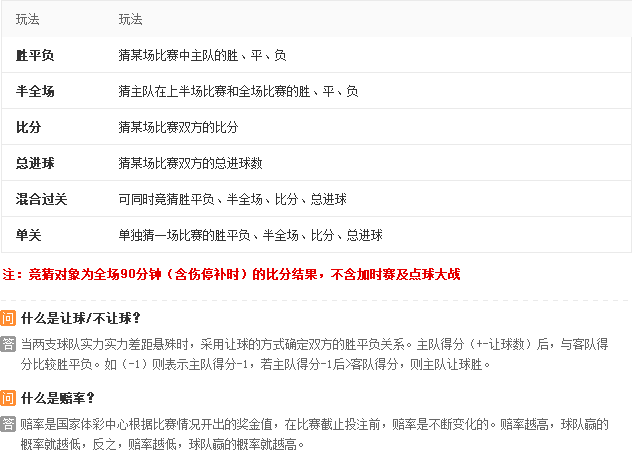 玩法 玩法
胜平负 猜某场比赛中主队的胜、平、负
半全场 猜主队在上半场比赛和全场比赛的胜、平、负
比分 猜某场比赛双方的比分
总进球 猜某场比赛双方的总进球数
混合过关 可同时竞猜胜平负、半全场、比分、总进球
单关 单独猜一场比赛的胜平负、半全场、比分、总进球
注：竞猜对象为全场90分钟（含伤停补时）的比分结果，不含加时赛及点球大战
问 什么是让球/不让球？
答 当两支球队实力实力差距悬殊时，采用让球的方式确定双方的胜平负关系。主队得分（+-让球数）后，与客队得
分比较胜平负。如（-1）则表示主队得分-1，若主队得分-1后>客队得分，则主队让球胜。
问 什么是赔率？
答 赔率是国家体彩中心根据比赛情况开出的奖金值，在比赛截止投注前，赔率是不断变化的。赔率越高，球队赢的
概率就越低，反之，赔率越低，球队赢的概率就越高。